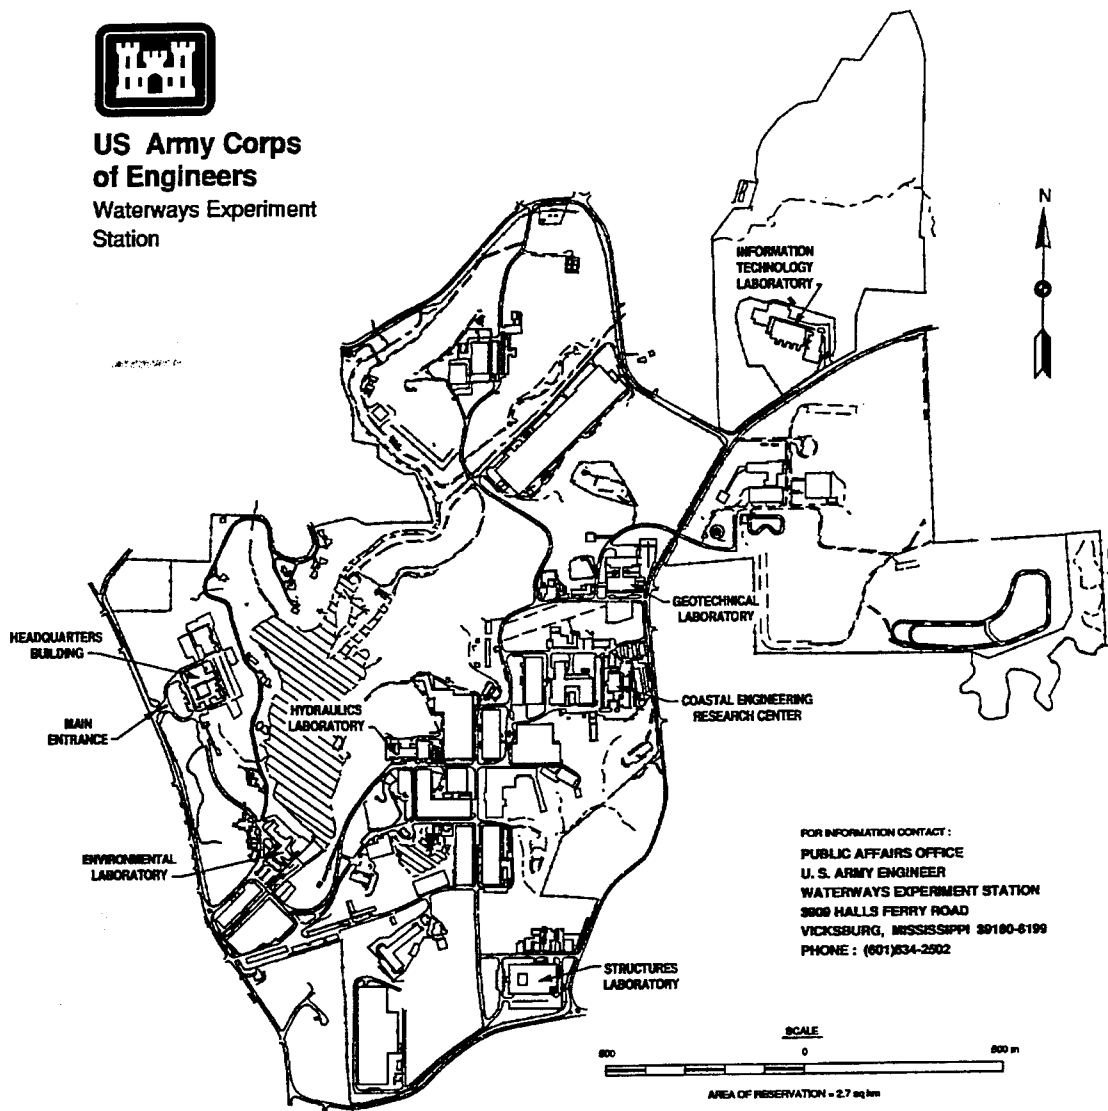 US Army Corps
of Engineers
Waterways Experiment
Station
N
INFORMATION
TECHNOLOGY
LABORATORY
GEOTECHNICAL
LABORATORY
HEADQUARTERS
BUILDING
MAIN
ENTRANCE
HYDRAULICS
LABORATORY
COASTAL ENGINEERING
RESEARCH CENTER
ENVIRONMENTAL
LABORATORY
STRUCTURES
LABORATORY
FOR INFORMATION CONTACT :
PUBLIC AFFAIRS OFFICE
U. S. ARMY ENGINEER
WATERWAYS EXPERIMENT STATION
3909 HALLS FERRY ROAD
VICKSBURG, MISSISSIPPI 39180-6199
PHONE : (601)634-2502
SCALE
0
AREA OF RESERVATION = 2.7 sq km